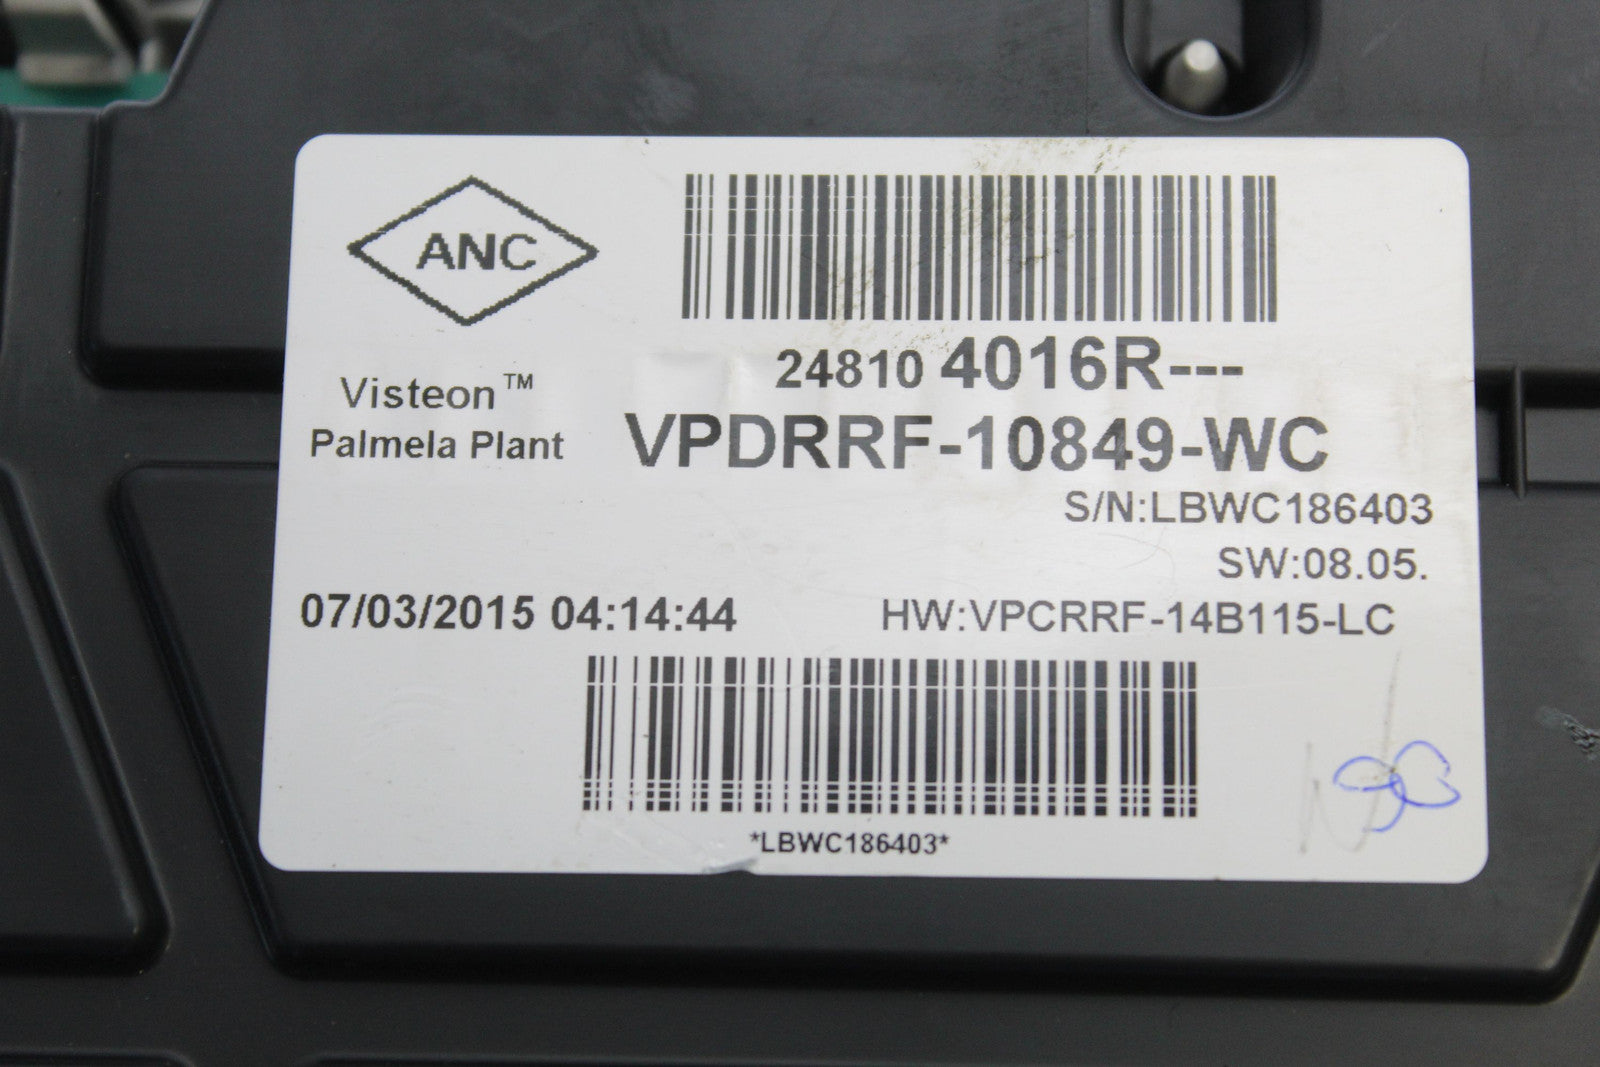 ANC
24810 4016R---
Visteon™
Palmela Plant
VPDRRF-10849-WC
S/N:LBWC186403
SW:08.05.
07/03/2015 04:14:44
HW:VPCRRF-14B115-LC
*LBWC186403*